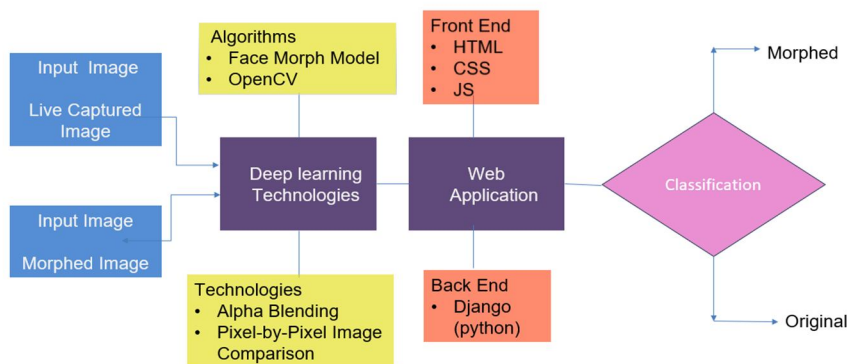 Input Image
Live Captured
Image
Input Image
Morphed Image
Algorithms
• Face Morph Model
• OpenCV
Deep learning
Technologies
Technologies
• Alpha Blending
• Pixel-by-Pixel Image
Comparison
Front End
• HTML
• CSS
• JS
Web
Application
Back End
• Django
(python)
Classification
Morphed
Original